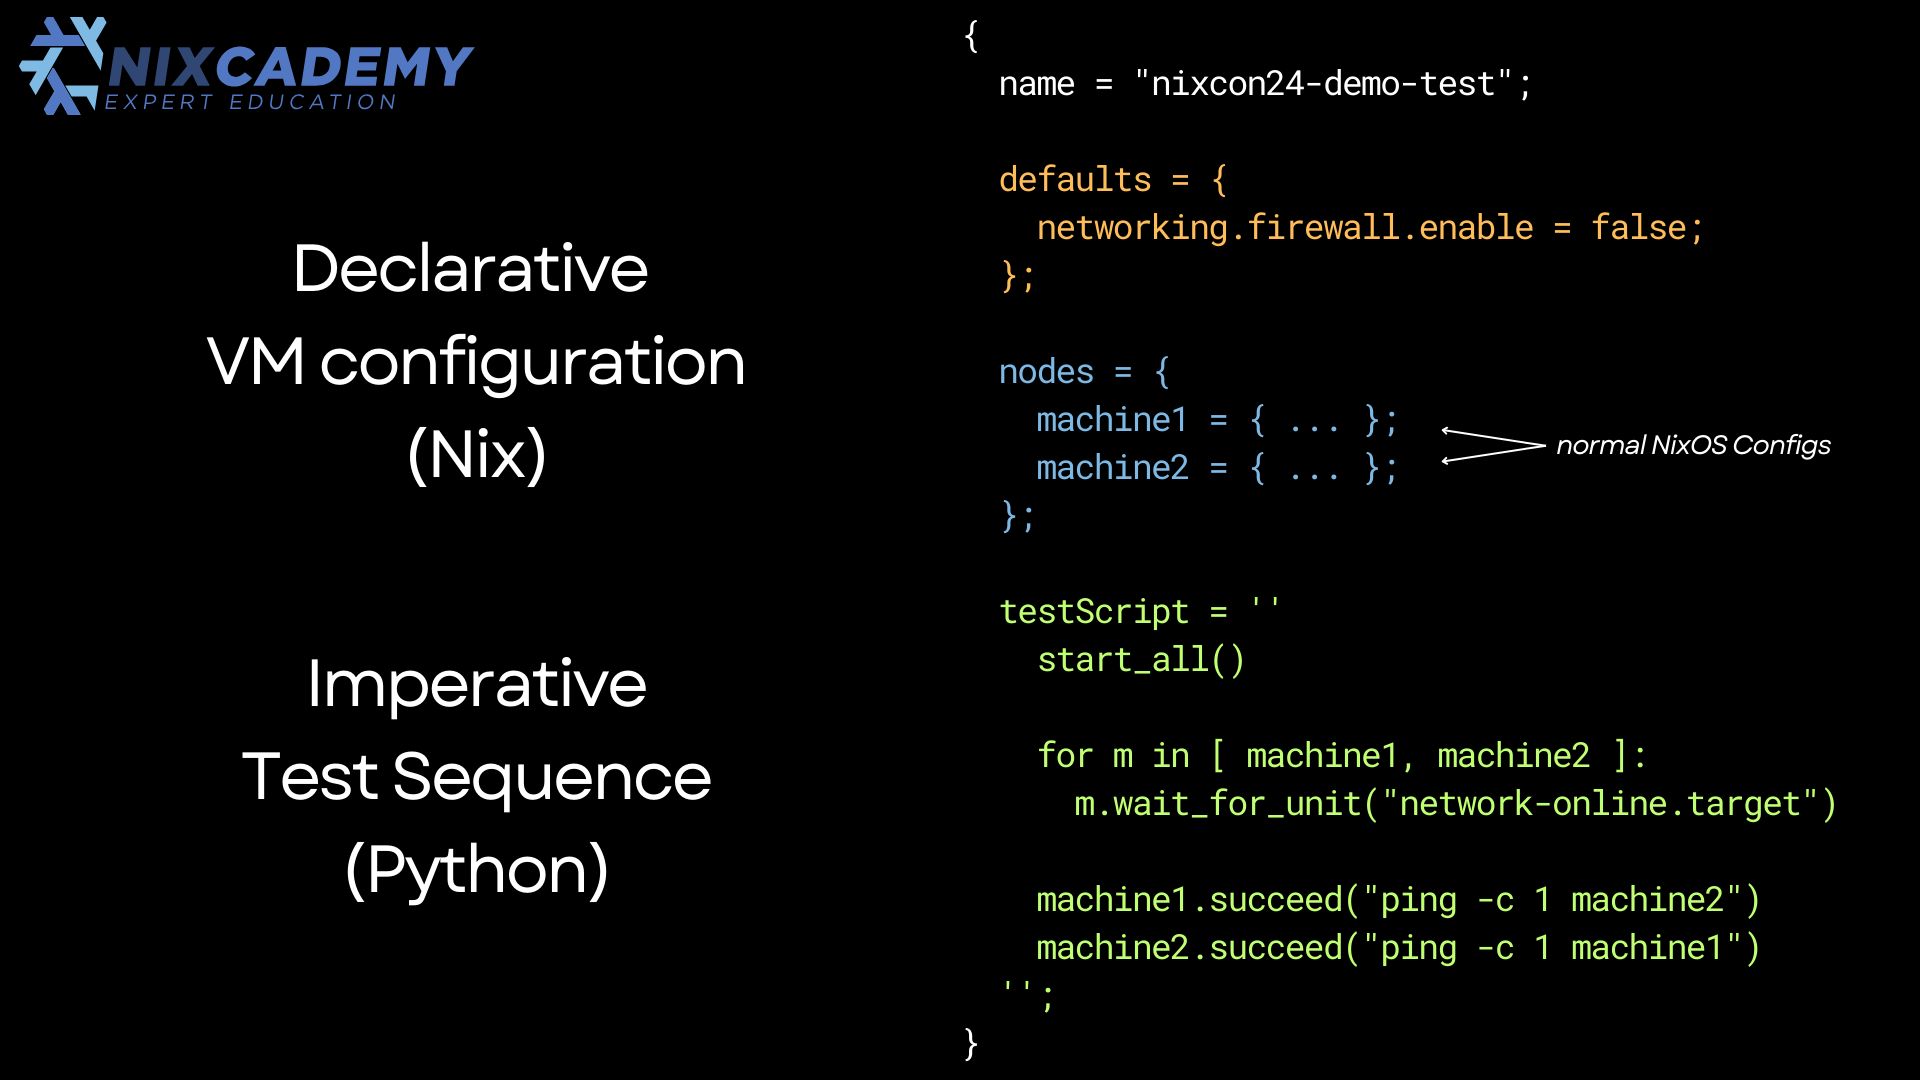 NIXCADEMY
EXPERT EDUCATION
Declarative
VM configuration
(Nix)
Imperative
Test Sequence
(Python)
{
  name = "nixcon24-demo-test";
  defaults = {
    networking.firewall.enable = false;
  };
  nodes = {
    machine1 = { ... };
    machine2 = { ... };
  };
normal NixOS Configs
  testScript = ''
    start_all()
    for m in [ machine1, machine2 ]:
      m.wait_for_unit("network-online.target")
    machine1.succeed("ping -c 1 machine2")
    machine2.succeed("ping -c 1 machine1")
  '';
}